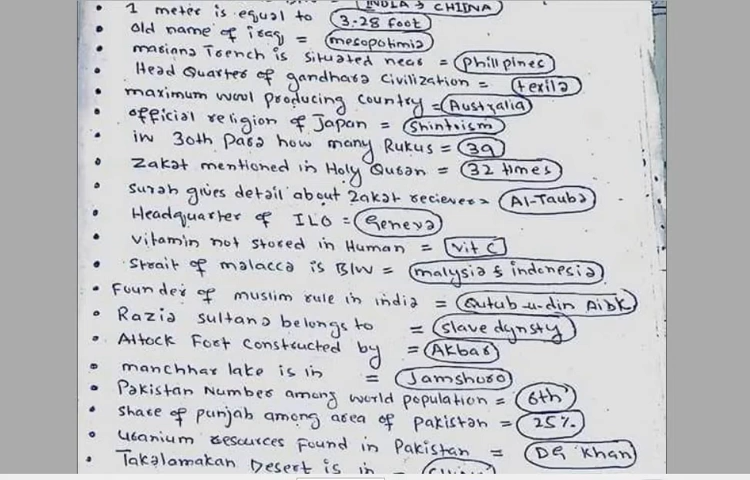 INDIA → CHIINA
1 meter is equal to 3.28 foot
Old name of iraq = mesopotimia
mariana Trench is situated near = phillpines
Head Quarter of gandhara civilization = texila
maximum wool producing country = Australia
official religion of Japan = Shintoism
in 30th Para how many Rukus = 39
Zakat mentioned in Holy Quran = 32 times
Surah gives detail about Zakat reciever = Al-Tauba
Headquarter of ILO = Geneva
Vitamin not stored in Human = Vit C
Strait of malacca is B/W = malysia & indonesia
Founder of muslim rule in india = Qutub-u-din Aibk
Razia sultana belongs to = slave dynsty
Attock Fort constructed by = Akbar
manchhar lake is in = Jamshoro
Pakistan Number among world population = 6th
share of punjab among area of pakistan = 25%
uranium resources found in Pakistan = DG Khan
Takalamakan Desert is in = China